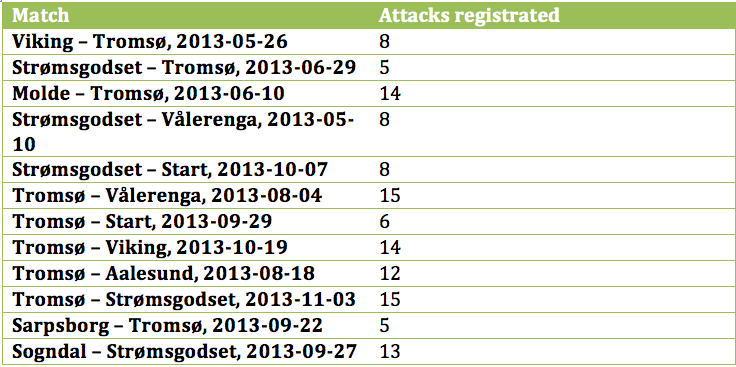 Match Attacks registrated
Viking – Tromsø, 2013-05-26 8
Strømsgodset – Tromsø, 2013-06-29 5
Molde – Tromsø, 2013-06-10 14
Strømsgodset – Vålerenga, 2013-05- 8
10
Strømsgodset – Start, 2013-10-07 8
Tromsø – Vålerenga, 2013-08-04 15
Tromsø – Start, 2013-09-29 6
Tromsø – Viking, 2013-10-19 14
Tromsø – Aalesund, 2013-08-18 12
Tromsø – Strømsgodset, 2013-11-03 15
Sarpsborg – Tromsø, 2013-09-22 5
Sogndal – Strømsgodset, 2013-09-27 13